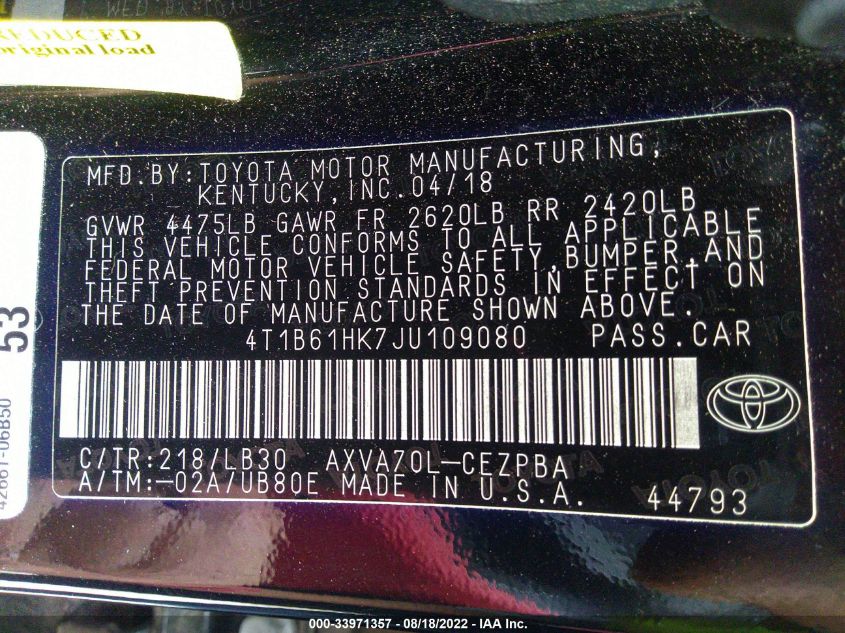 REDUCED
original load
53
42661-06B50
MFD.BY:TOYOTA MOTOR MANUFACTURING,
KENTUCKY,INC.04/18
GVWR 4475LB GAWR FR 2620LB RR 2420LB
THIS VEHICLE CONFORMS TO ALL APPLICABLE
FEDERAL MOTOR VEHICLE SAFETY,BUMPER,AND
THEFT PREVENTION STANDARDS IN EFFECT ON
THE DATE OF MANUFACTURE SHOWN ABOVE.
4T1B61HK7JU109080 PASS.CAR
C/TR:218/LB30 AXVA70L-CEZPBA
A/TM:-02A/UB80E MADE IN U.S.A. 44793
000-33971357 - 08/18/2022 - IAA Inc.